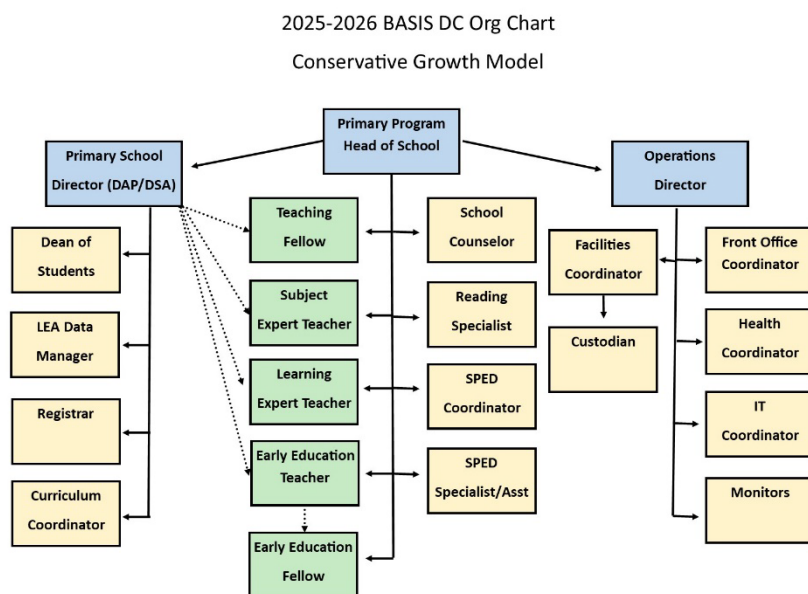 2025-2026 BASIS DC Org Chart
Conservative Growth Model
Primary Program
Head of School
Primary School
Director (DAP/DSA)
Operations
Director
Teaching
Fellow
School
Counselor
Dean of
Students
Facilities
Coordinator
Front Office
Coordinator
Subject
Expert Teacher
Reading
Specialist
LEA Data
Manager
Custodian
Health
Coordinator
Learning
Expert Teacher
SPED
Coordinator
Registrar
IT
Coordinator
Early Education
Teacher
SPED
Specialist/Asst
Curriculum
Coordinator
Monitors
Early Education
Fellow